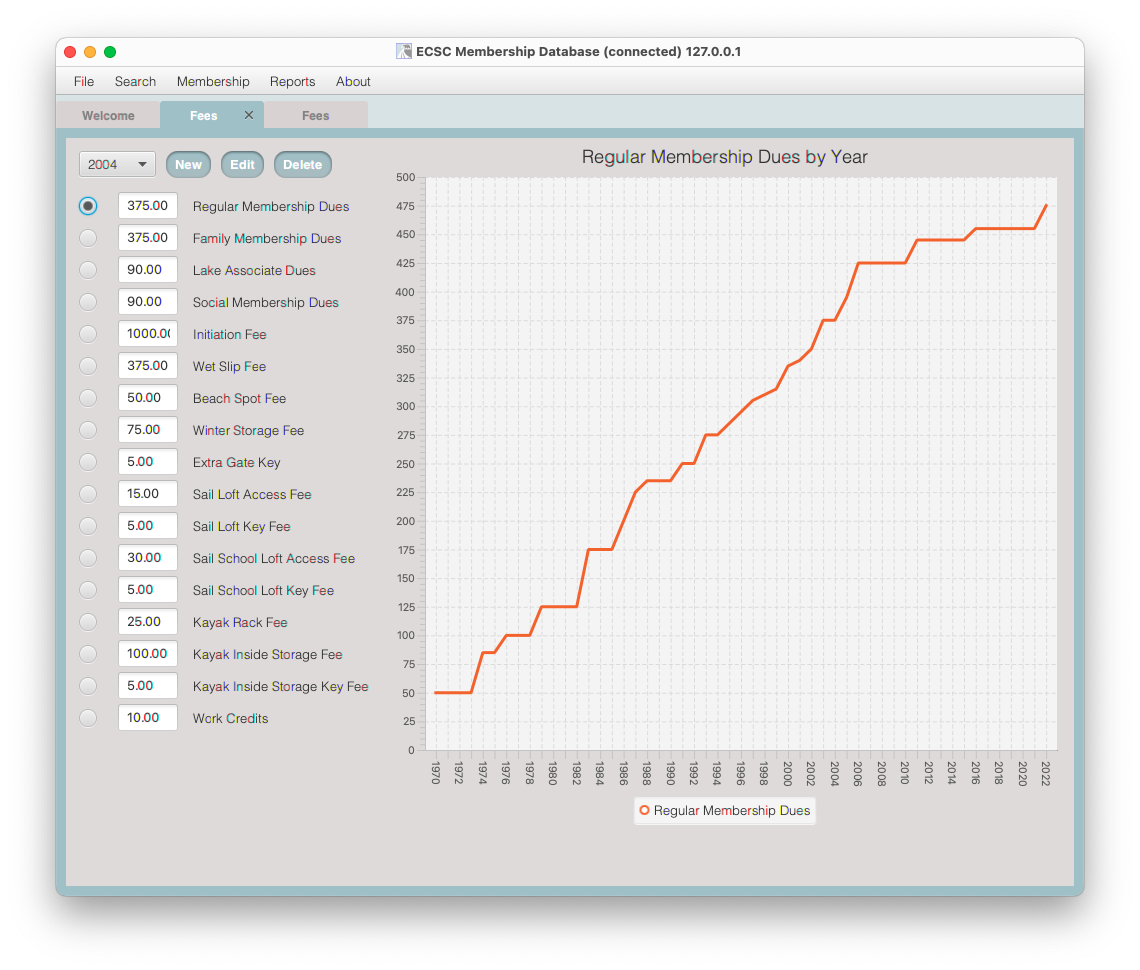 ECSC Membership Database (connected) 127.0.0.1
File Search Membership Reports About
Welcome Fees Fees
2004 New Edit Delete
375.00 Regular Membership Dues
375.00 Family Membership Dues
90.00 Lake Associate Dues
90.00 Social Membership Dues
1000.00 Initiation Fee
375.00 Wet Slip Fee
50.00 Beach Spot Fee
75.00 Winter Storage Fee
5.00 Extra Gate Key
15.00 Sail Loft Access Fee
5.00 Sail Loft Key Fee
30.00 Sail School Loft Access Fee
5.00 Sail School Loft Key Fee
25.00 Kayak Rack Fee
100.00 Kayak Inside Storage Fee
5.00 Kayak Inside Storage Key Fee
10.00 Work Credits
Regular Membership Dues by Year
500
475
450
425
400
375
350
325
300
275
250
225
200
175
150
125
100
75
50
25
0
1970 1972 1974 1976 1978 1980 1982 1984 1986 1988 1990 1992 1994 1996 1998 2000 2002 2004 2006 2008 2010 2012 2014 2016 2018 2020 2022
Regular Membership Dues